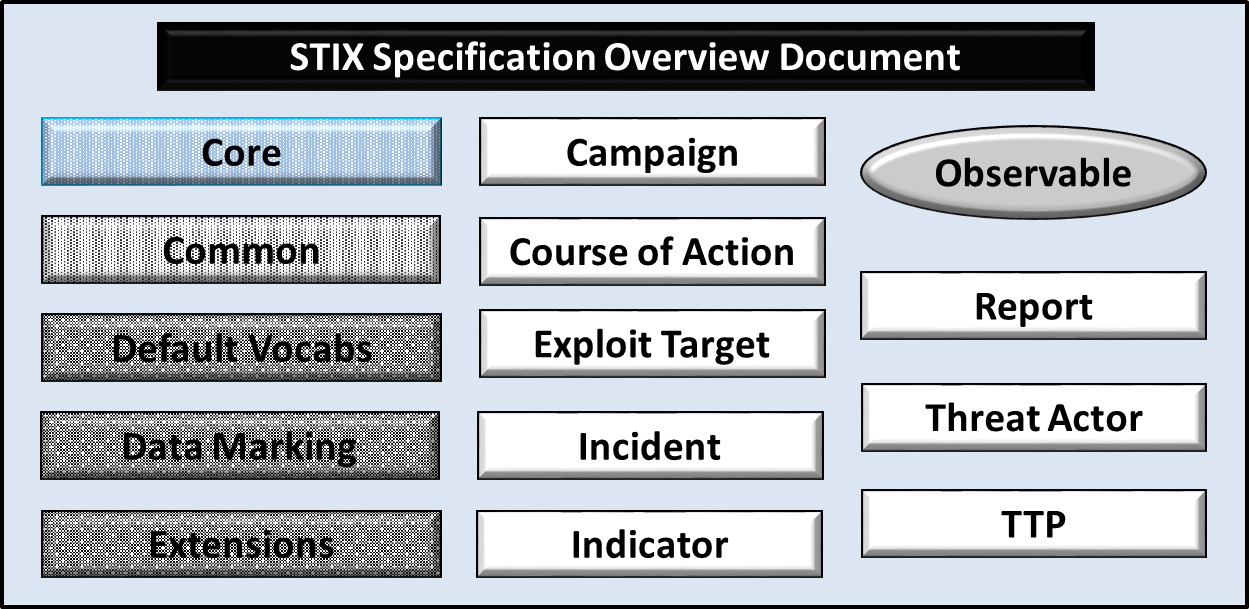 STIX Specification Overview Document
Core
Common
Default Vocabs
Data Marking
Extensions
Campaign
Course of Action
Exploit Target
Incident
Indicator
Observable
Report
Threat Actor
TTP